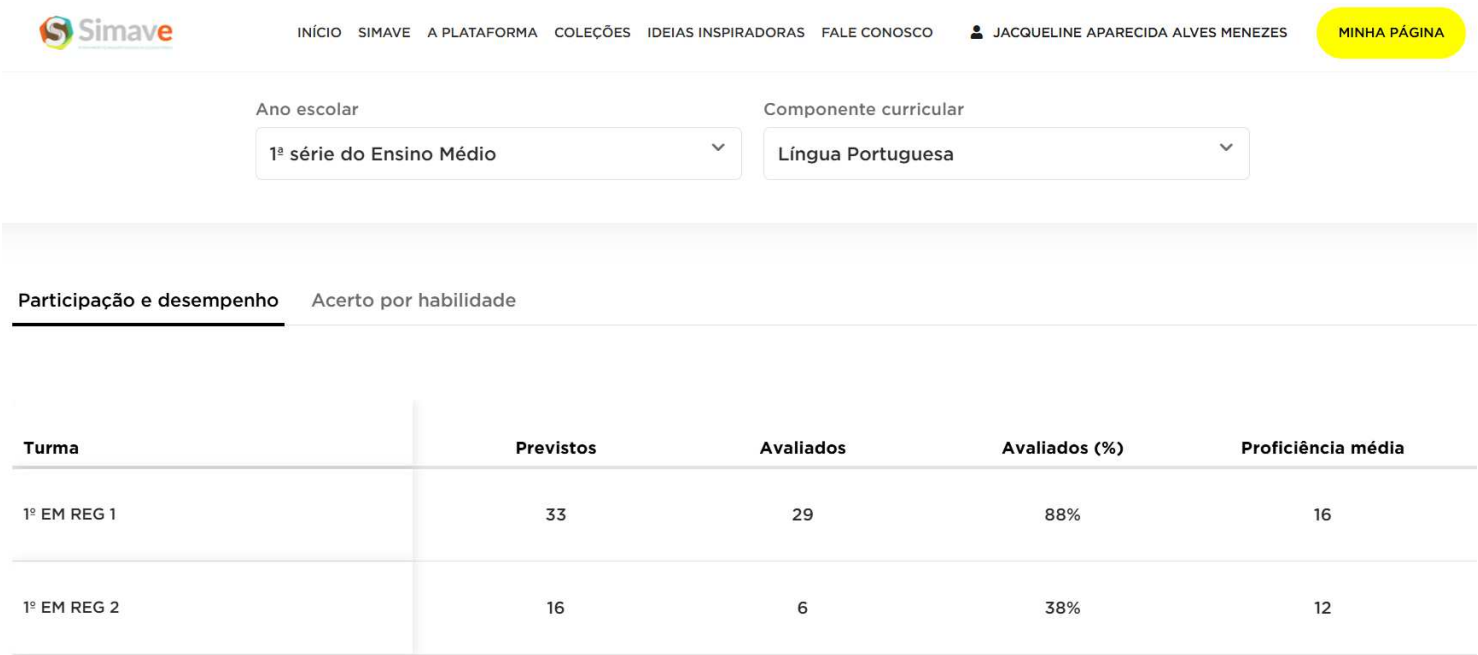 Simave
INÍCIO SIMAVE A PLATAFORMA COLEÇÕES IDEIAS INSPIRADORAS FALE CONOSCO JACQUELINE APARECIDA ALVES MENEZES MINHA PÁGINA
Ano escolar Componente curricular
1ª série do Ensino Médio Língua Portuguesa
Participação e desempenho Acerto por habilidade
Turma Previstos Avaliados Avaliados (%) Proficiência média
1º EM REG 1 33 29 88% 16
1º EM REG 2 16 6 38% 12